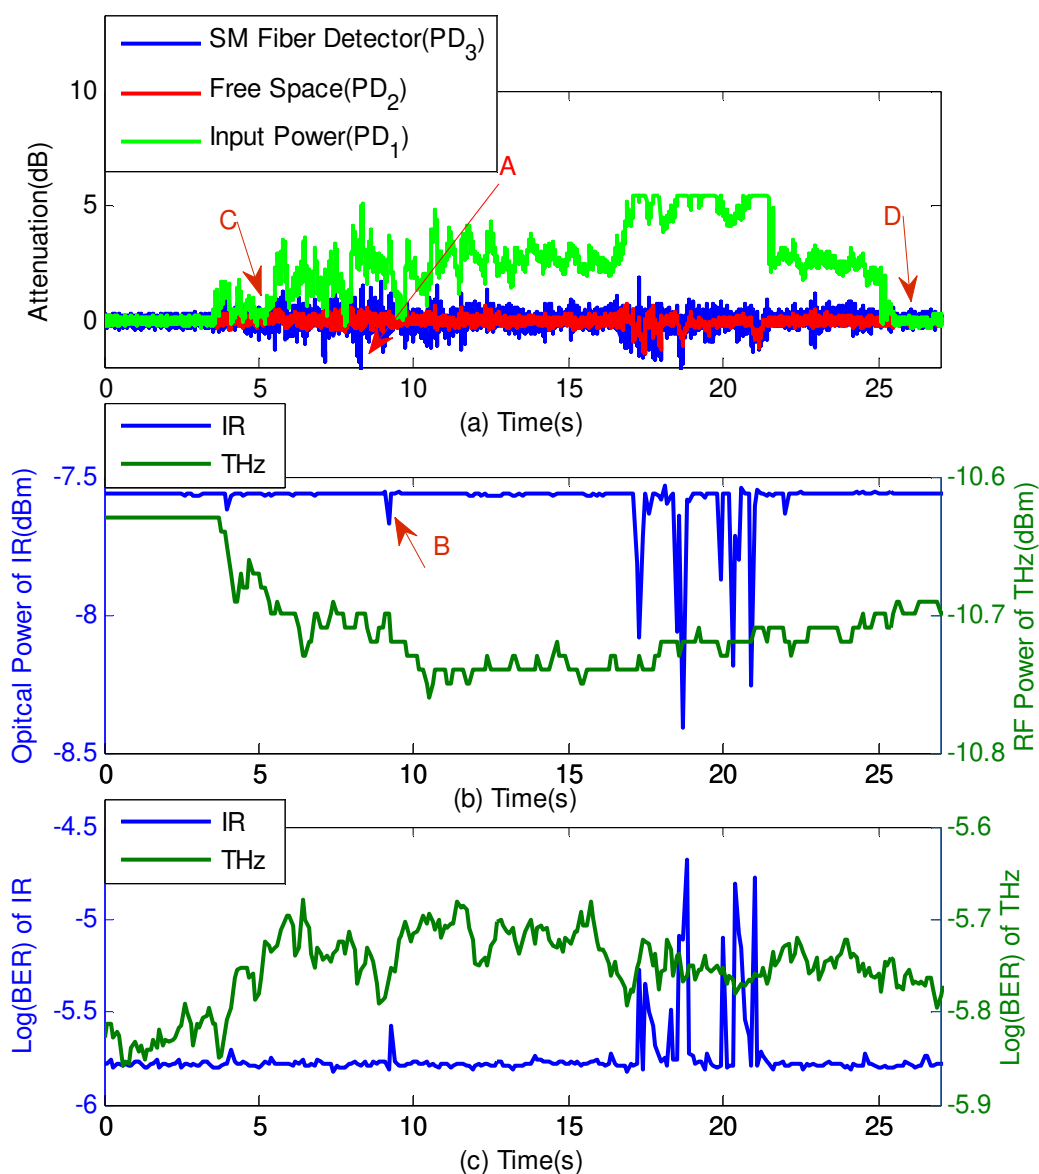 SM Fiber Detector(PD3)
Free Space(PD2)
Input Power(PD1)
Attenuation(dB)
10
5
0
A
C
D
0 5 10 15 20 25
(a) Time(s)
IR
THz
Opitcal Power of IR(dBm)
-7.5
-8
-8.5
B
-10.6
-10.7
-10.8
RF Power of THz(dBm)
0 5 10 15 20 25
(b) Time(s)
IR
THz
Log(BER) of IR
-4.5
-5
-5.5
-6
-5.6
-5.7
-5.8
-5.9
Log(BER) of THz
0 5 10 15 20 25
(c) Time(s)